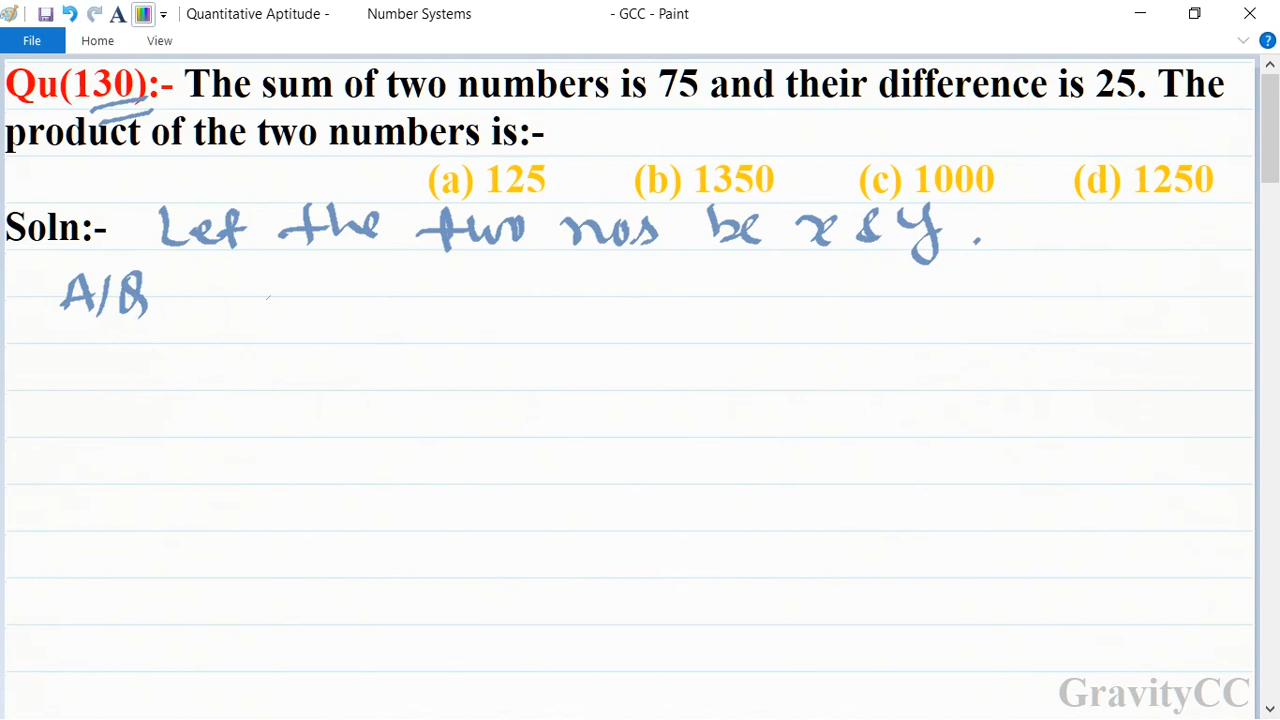 Quantitative Aptitude - Number Systems - GCC - Paint
File Home View
Qu(130):- The sum of two numbers is 75 and their difference is 25. The
product of the two numbers is:-
(a) 125 (b) 1350 (c) 1000 (d) 1250
Soln:- Let the two nos be x & y.
A/Q
GravityCC